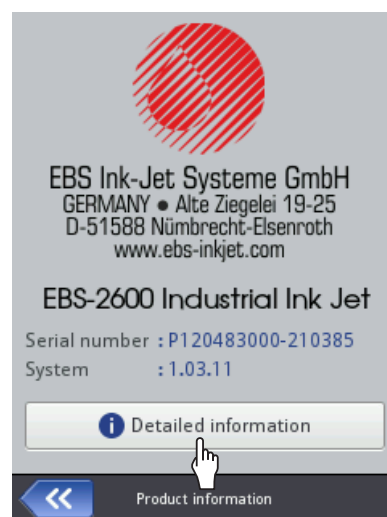 EBS Ink-Jet Systeme GmbH
GERMANY ● Alte Ziegelei 19-25
D-51588 Nümbrecht-Elsenroth
www.ebs-inkjet.com
EBS-2600 Industrial Ink Jet
Serial number : P120483000-210385
System : 1.03.11
Detailed information
Product information